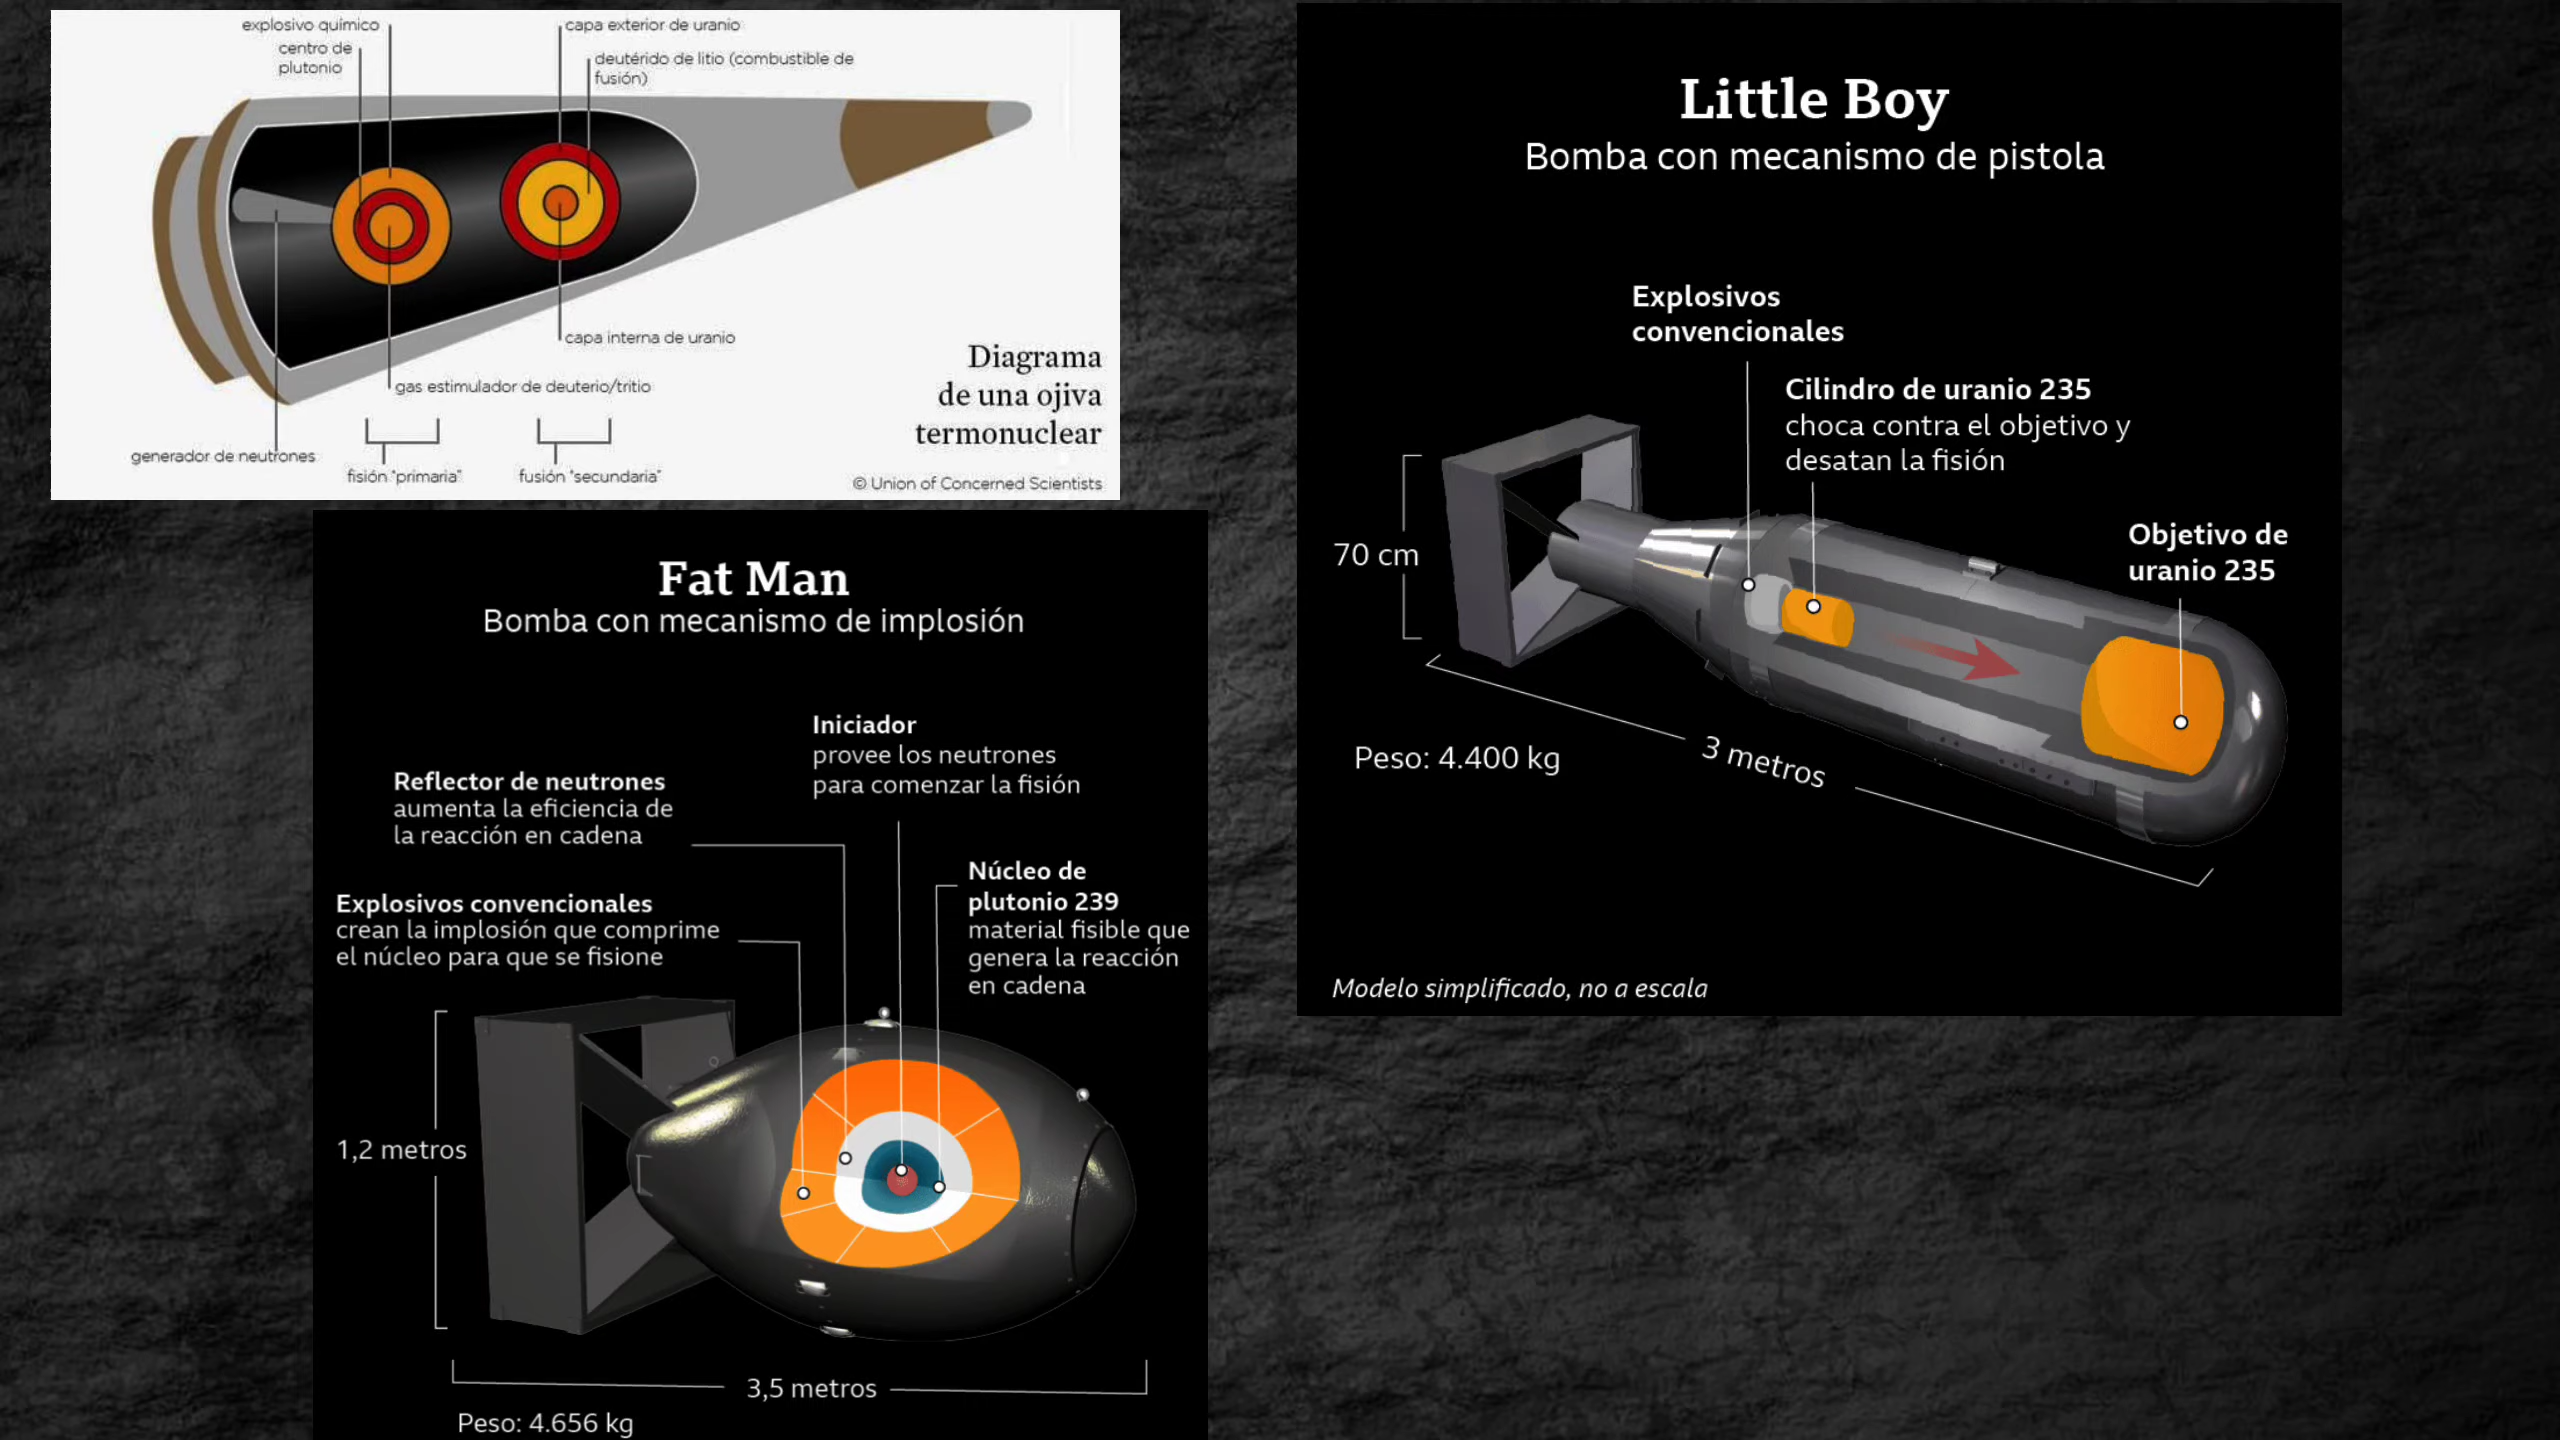 explosivo químico
centro de
plutonio
capa exterior de uranio
deutérido de litio (combustible de
fusión)
capa interna de uranio
gas estimulador de deuterio/tritio
generador de neutrones
fisión "primaria"
fusión "secundaria"
Diagrama
de una ojiva
termonuclear
© Union of Concerned Scientists
Little Boy
Bomba con mecanismo de pistola
Explosivos
convencionales
Cilindro de uranio 235
choca contra el objetivo y
desatan la fisión
Objetivo de
uranio 235
70 cm
3 metros
Peso: 4.400 kg
Modelo simplificado, no a escala
Fat Man
Bomba con mecanismo de implosión
Iniciador
provee los neutrones
para comenzar la fisión
Reflector de neutrones
aumenta la eficiencia de
la reacción en cadena
Núcleo de
plutonio 239
material fisible que
genera la reacción
en cadena
Explosivos convencionales
crean la implosión que comprime
el núcleo para que se fisione
1,2 metros
3,5 metros
Peso: 4.656 kg